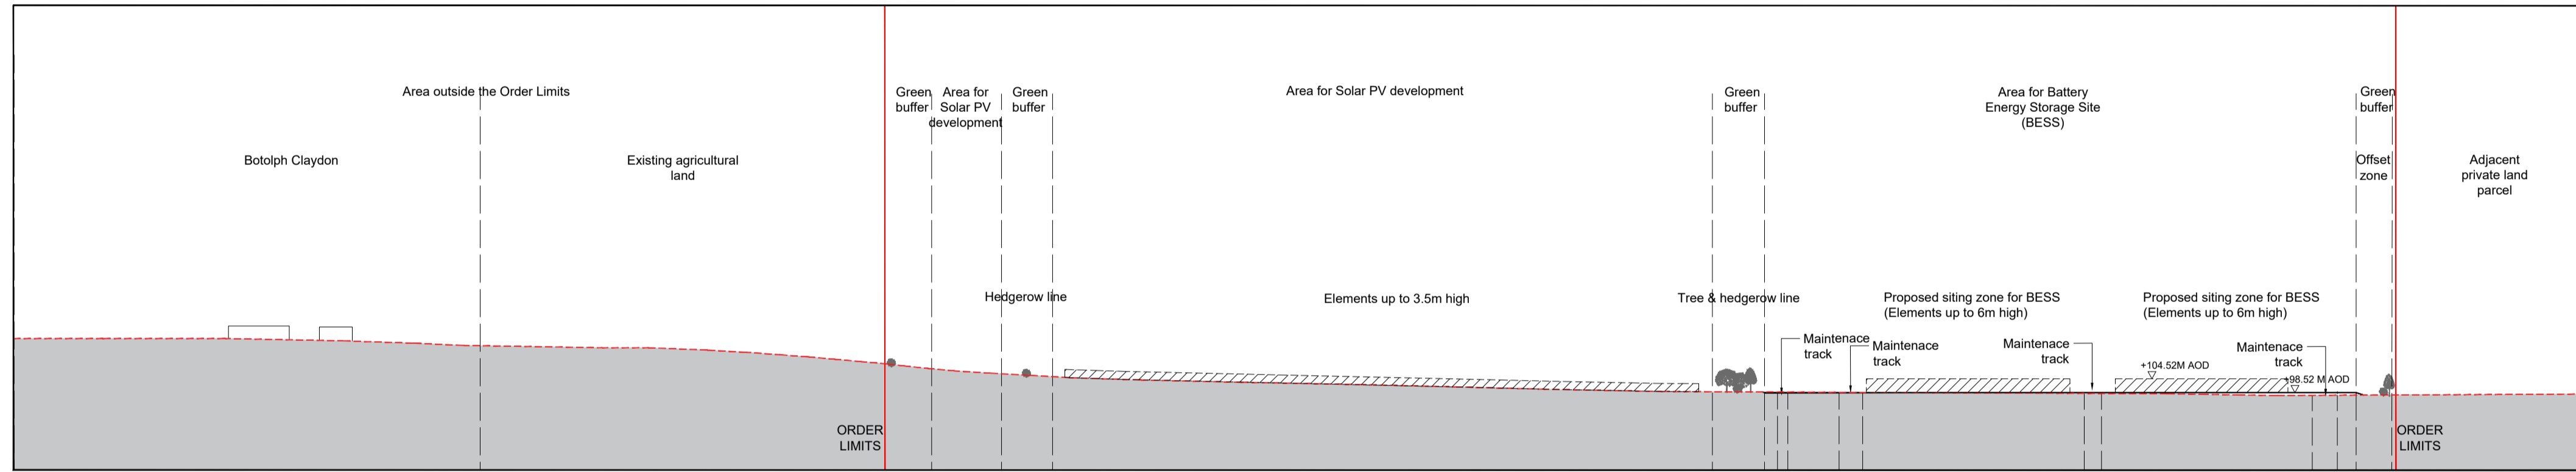 Area outside the Order Limits
Botolph Claydon
Existing agricultural
land
Green
buffer
Area for
Solar PV
development
Green
buffer
Area for Solar PV development
Green
buffer
Area for Battery
Energy Storage Site
(BESS)
Green
buffer
Offset
zone
Adjacent
private land
parcel
Hedgerow line
Elements up to 3.5m high
Tree & hedgerow line
Proposed siting zone for BESS
(Elements up to 6m high)
Proposed siting zone for BESS
(Elements up to 6m high)
Maintenace
track
Maintenace
track
Maintenace
track
Maintenace
track
+104.52M AOD
+98.52 M AOD
ORDER
LIMITS
ORDER
LIMITS